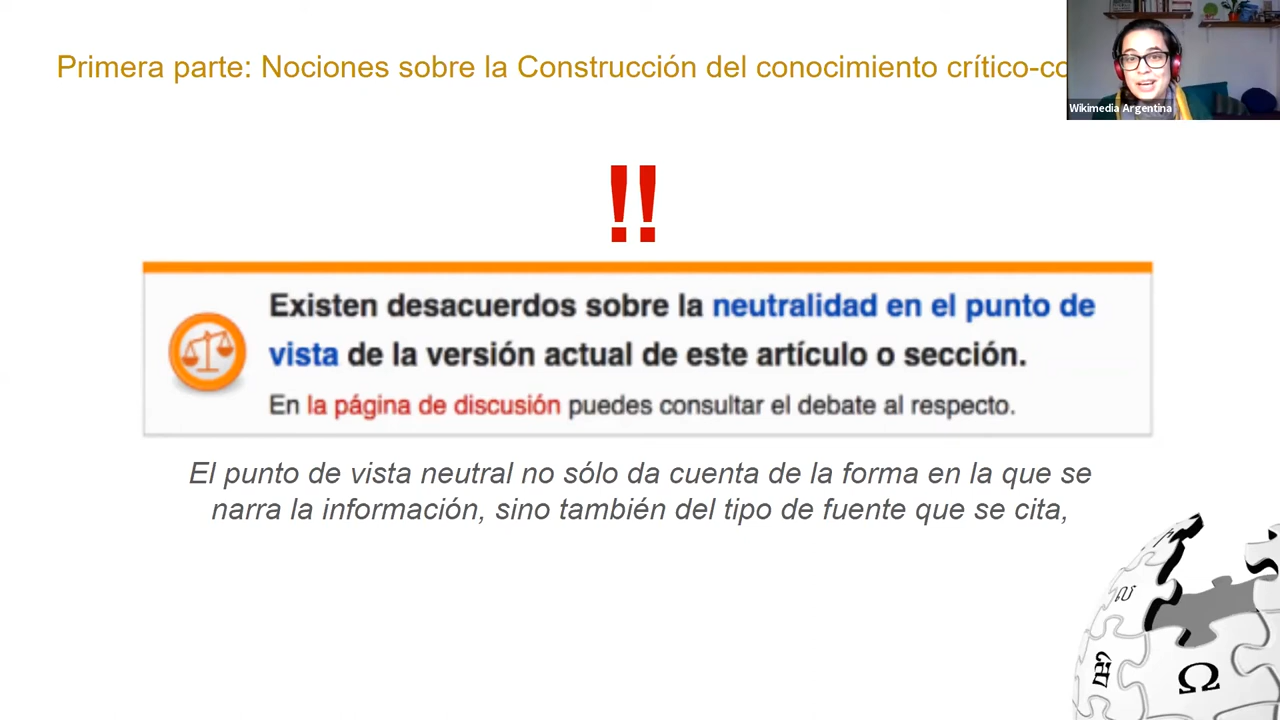 Primera parte: Nociones sobre la Construcción del conocimiento crítico-co
Wikimedia Argentina
!!
Existen desacuerdos sobre la neutralidad en el punto de
vista de la versión actual de este artículo o sección.
En la página de discusión puedes consultar el debate al respecto.
El punto de vista neutral no sólo da cuenta de la forma en la que se
narra la información, sino también del tipo de fuente que se cita,
Ω